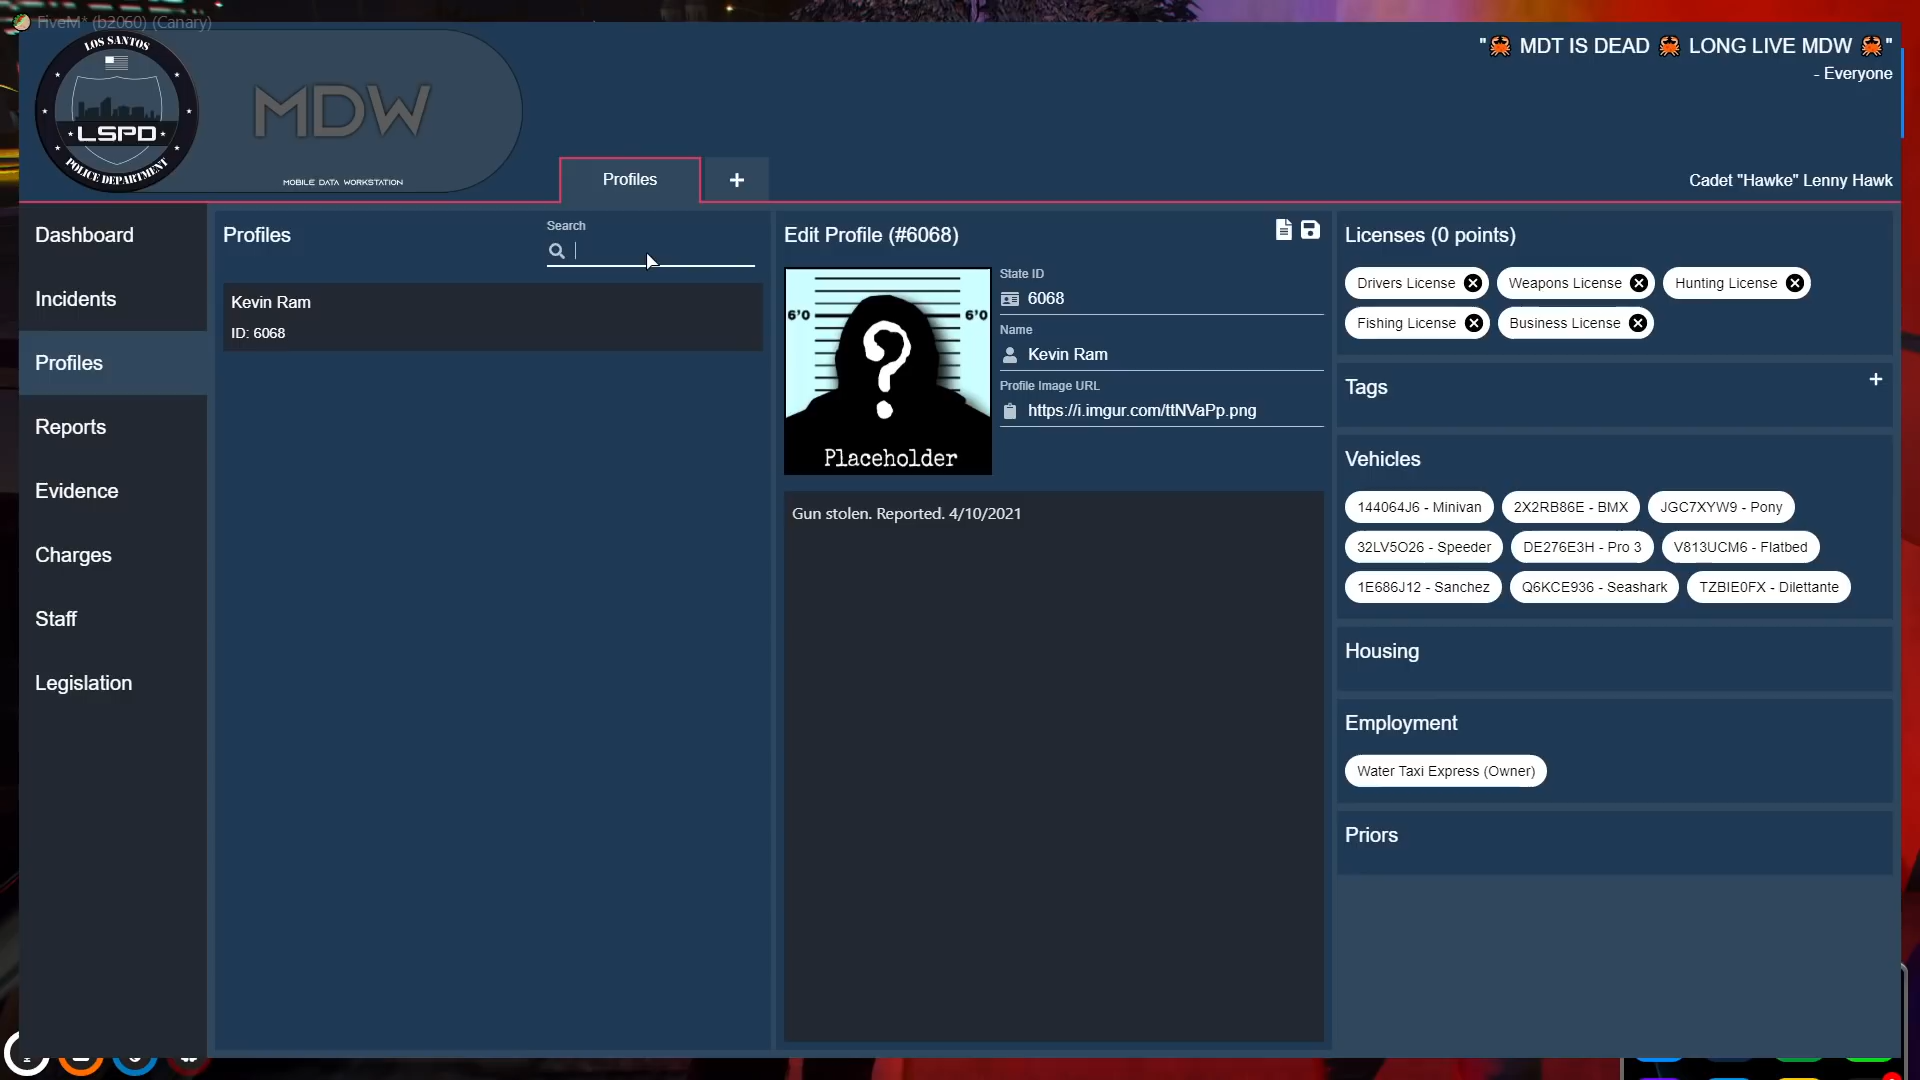 FiveM* (b2060) (Canary)
LOS SANTOS
LSPD
POLICE DEPARTMENT
MDW
MOBILE DATA WORKSTATION
"🦀 MDT IS DEAD 🦀 LONG LIVE MDW 🦀"
- Everyone
Profiles
+
Cadet "Hawke" Lenny Hawk
Dashboard
Incidents
Profiles
Reports
Evidence
Charges
Staff
Legislation
Profiles
Search
Kevin Ram
ID: 6068
Edit Profile (#6068)
6'0 6'0
?
Placeholder
State ID
6068
Name
Kevin Ram
Profile Image URL
https://i.imgur.com/ttNVaPp.png
Gun stolen. Reported. 4/10/2021
Licenses (0 points)
Drivers License Weapons License Hunting License
Fishing License Business License
Tags
+
Vehicles
144064J6 - Minivan 2X2RB86E - BMX JGC7XYW9 - Pony
32LV5O26 - Speeder DE276E3H - Pro 3 V813UCM6 - Flatbed
1E686J12 - Sanchez Q6KCE936 - Seashark TZBIE0FX - Dilettante
Housing
Employment
Water Taxi Express (Owner)
Priors